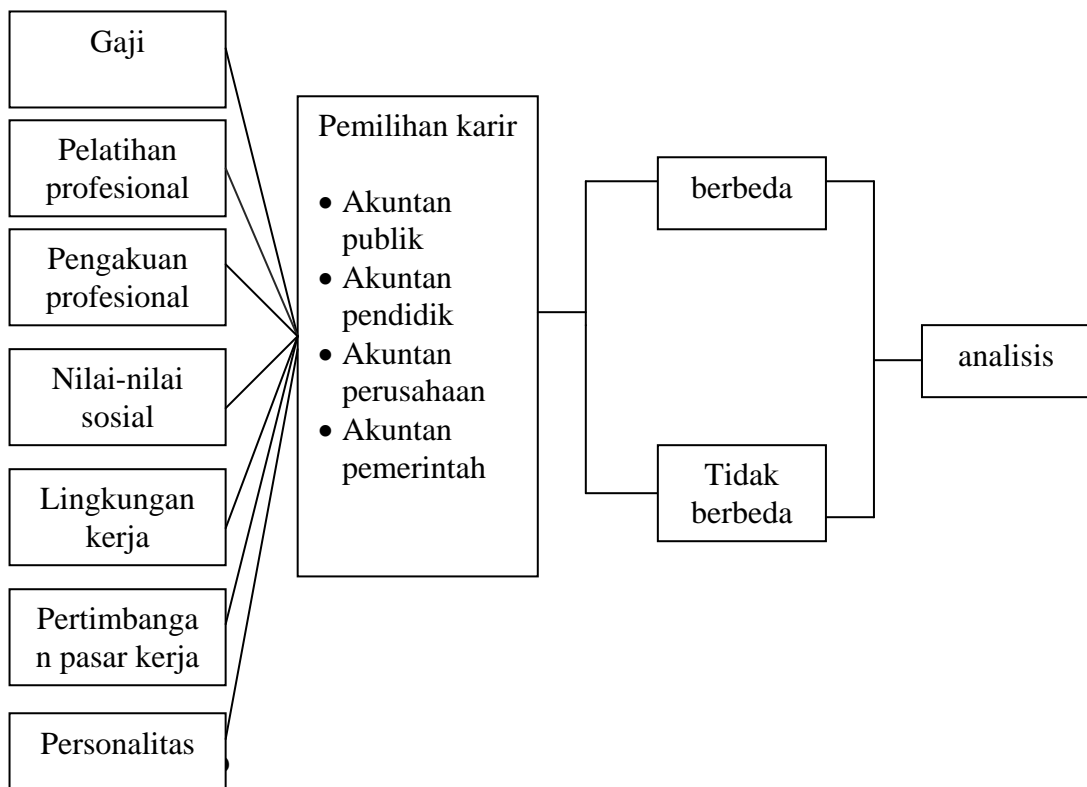 Gaji
Pelatihan
profesional
Pengakuan
profesional
Nilai-nilai
sosial
Lingkungan
kerja
Pertimbanga
n pasar kerja
Personalitas
Pemilihan karir
• Akuntan
publik
• Akuntan
pendidik
• Akuntan
perusahaan
• Akuntan
pemerintah
berbeda
Tidak
berbeda
analisis